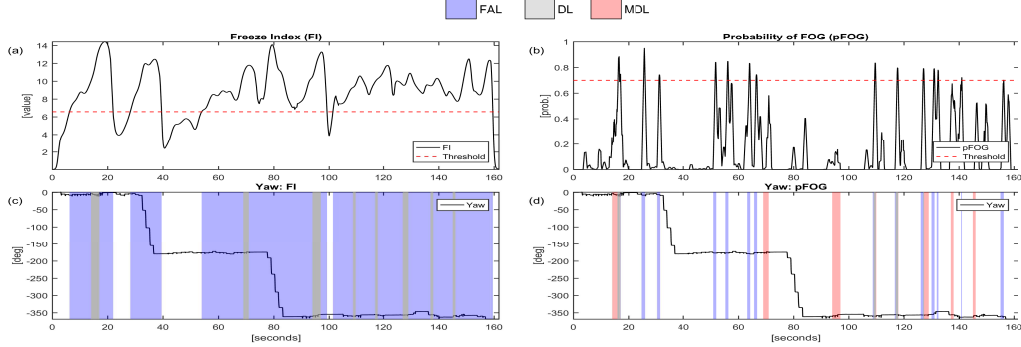 FAL DL MDL
Freeze Index (FI)
(a)
[value]
14
12
10
8
6
4
2
0
0 20 40 60 80 100 120 140 160
FI
Threshold
Probability of FOG (pFOG)
(b)
[prob.]
1
0.8
0.6
0.4
0.2
0
0 20 40 60 80 100 120 140 160
pFOG
Threshold
Yaw: FI
(c)
[deg]
0
-50
-100
-150
-200
-250
-300
-350
0 20 40 60 80 100 120 140 160
[seconds]
Yaw
Yaw: pFOG
(d)
[deg]
0
-50
-100
-150
-200
-250
-300
-350
0 20 40 60 80 100 120 140 160
[seconds]
Yaw